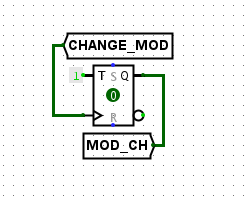 CHANGE_MOD
1 T S Q
0
R
MOD_CH